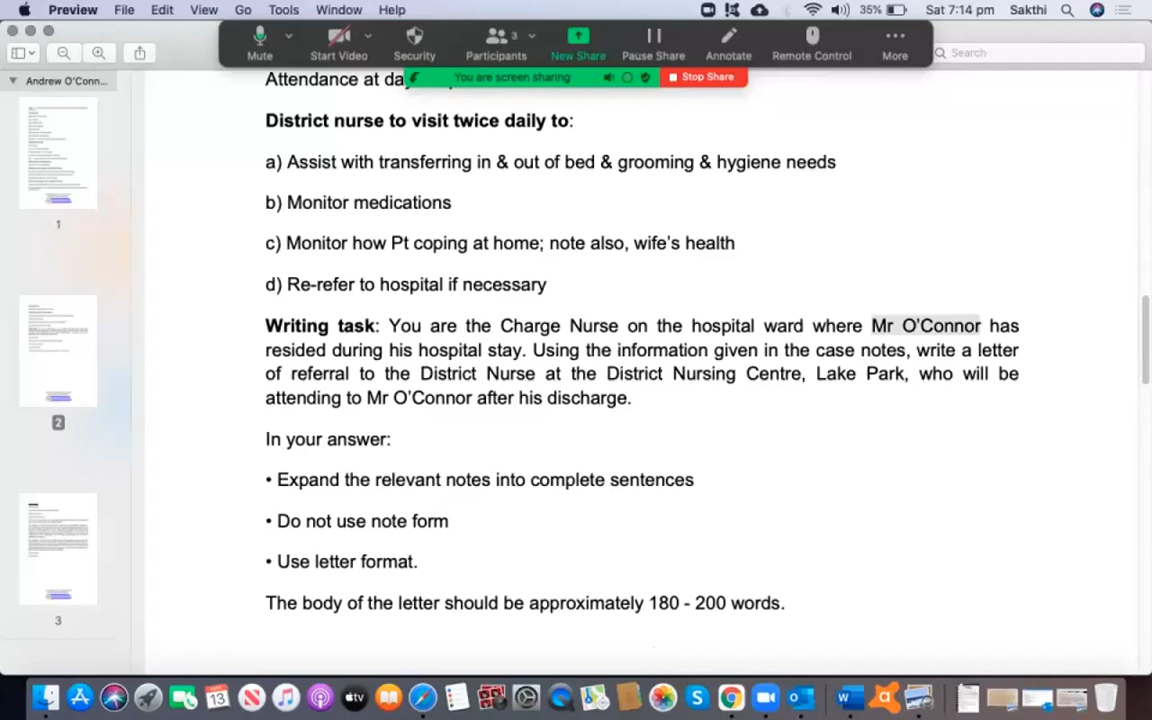 Preview File Edit View Go Tools Window Help 35% Sat 7:14 pm Sakthi
Mute Start Video Security Participants 3 New Share Pause Share Annotate Remote Control More
Search
You are screen sharing Stop Share
Andrew O'Conn...
1
2
3
Attendance at da
District nurse to visit twice daily to:
a) Assist with transferring in & out of bed & grooming & hygiene needs
b) Monitor medications
c) Monitor how Pt coping at home; note also, wife's health
d) Re-refer to hospital if necessary
Writing task: You are the Charge Nurse on the hospital ward where Mr O'Connor has
resided during his hospital stay. Using the information given in the case notes, write a letter
of referral to the District Nurse at the District Nursing Centre, Lake Park, who will be
attending to Mr O'Connor after his discharge.
In your answer:
• Expand the relevant notes into complete sentences
• Do not use note form
• Use letter format.
The body of the letter should be approximately 180 - 200 words.
13
tv